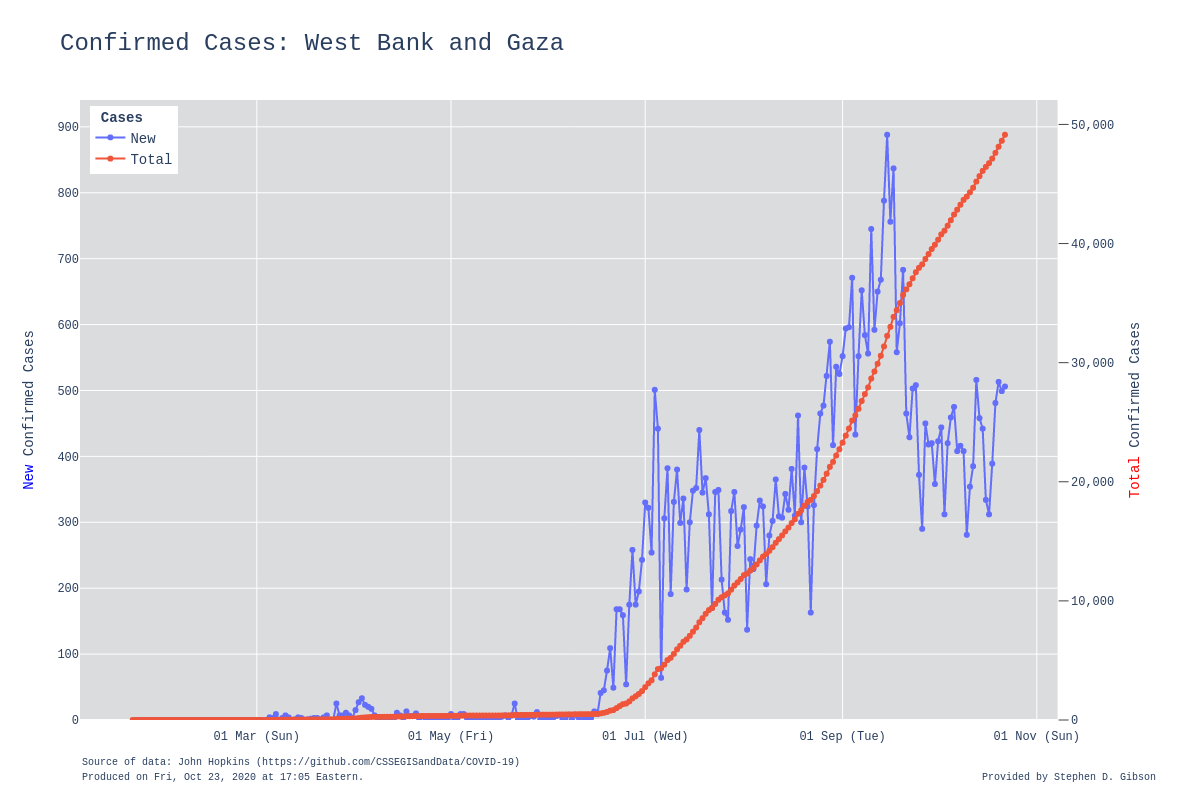 Confirmed Cases: West Bank and Gaza
Cases
New
Total
900
800
700
600
500
400
300
200
100
0
New Confirmed Cases
50,000
40,000
30,000
20,000
10,000
0
Total Confirmed Cases
01 Mar (Sun) 01 May (Fri) 01 Jul (Wed) 01 Sep (Tue) 01 Nov (Sun)
Source of data: John Hopkins (https://github.com/CSSEGISandData/COVID-19)
Produced on Fri, Oct 23, 2020 at 17:05 Eastern.
Provided by Stephen D. Gibson